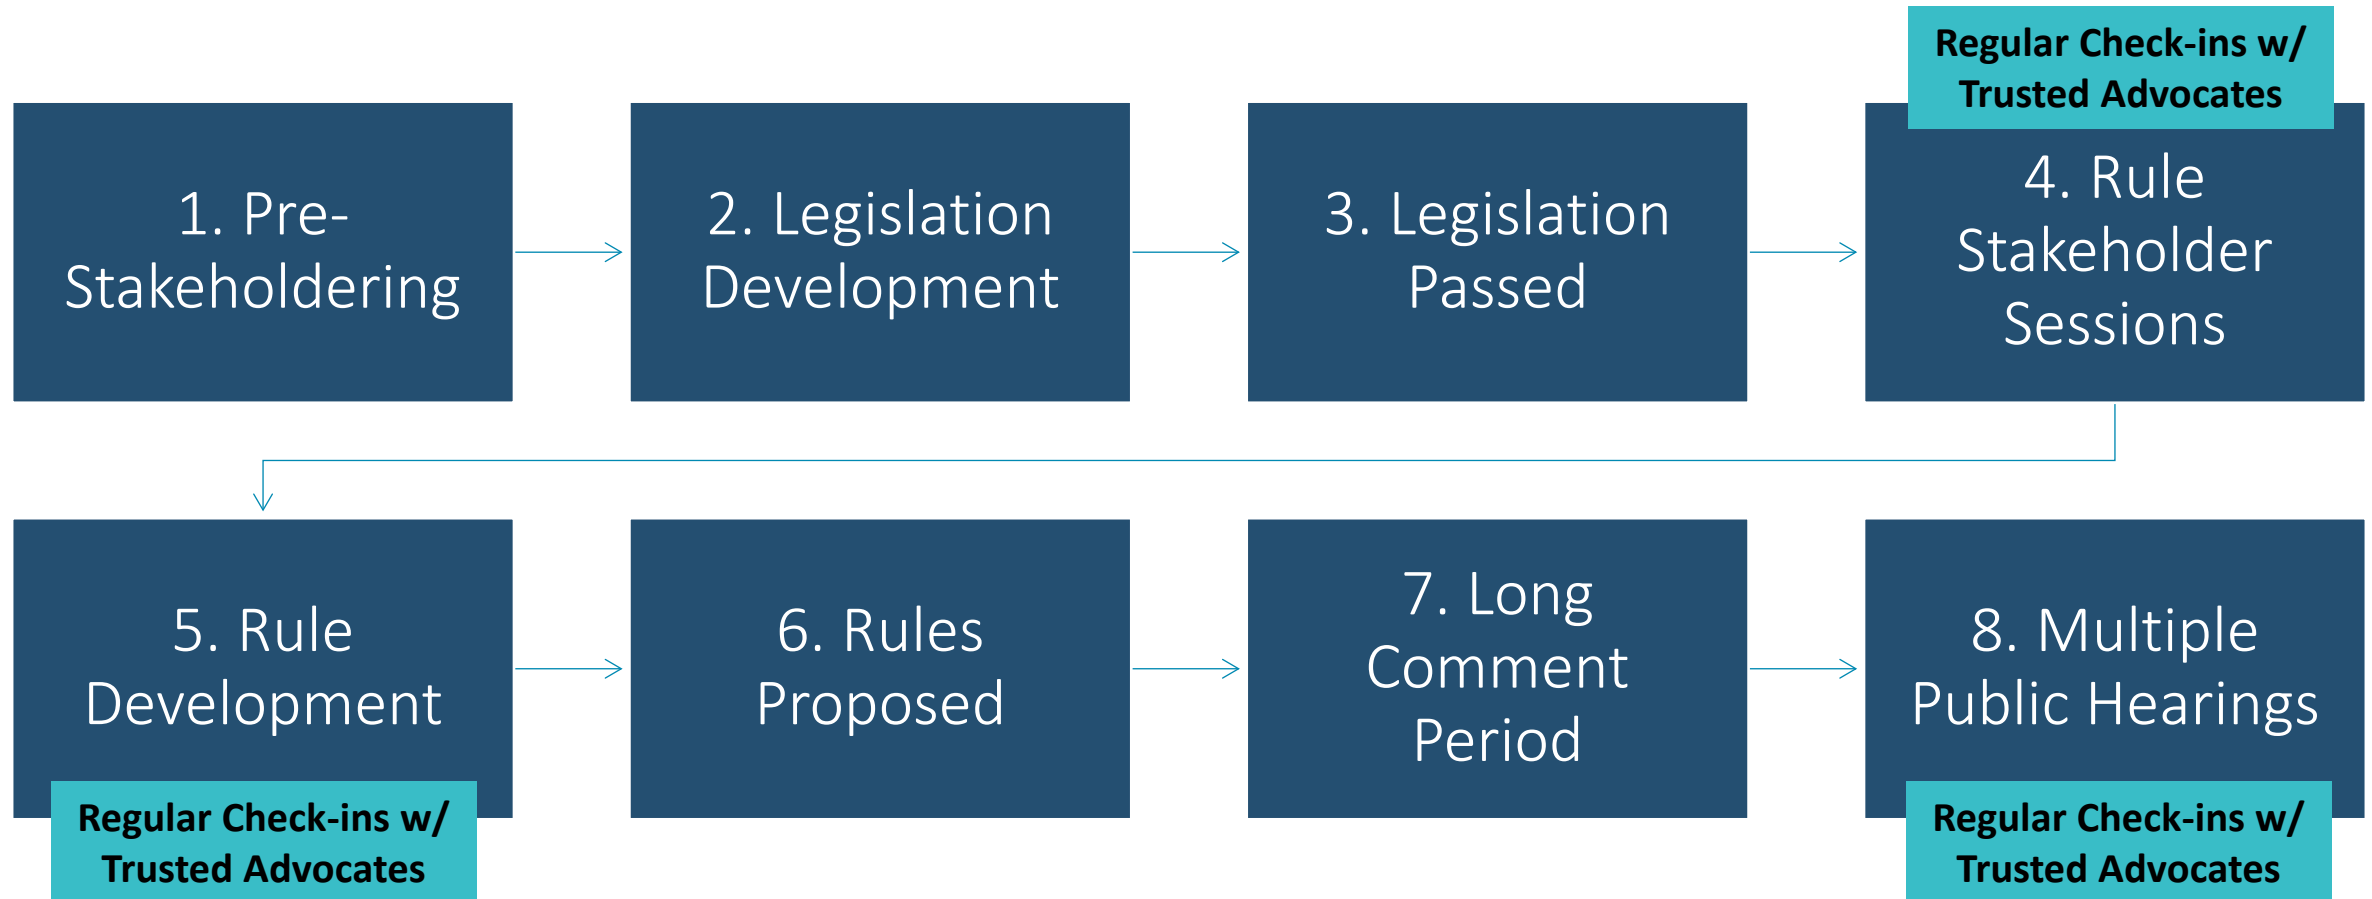 1. Pre-
Stakeholdering
2. Legislation
Development
3. Legislation
Passed
Regular Check-ins w/
Trusted Advocates
4. Rule
Stakeholder
Sessions
5. Rule
Development
Regular Check-ins w/
Trusted Advocates
6. Rules
Proposed
7. Long
Comment
Period
8. Multiple
Public Hearings
Regular Check-ins w/
Trusted Advocates